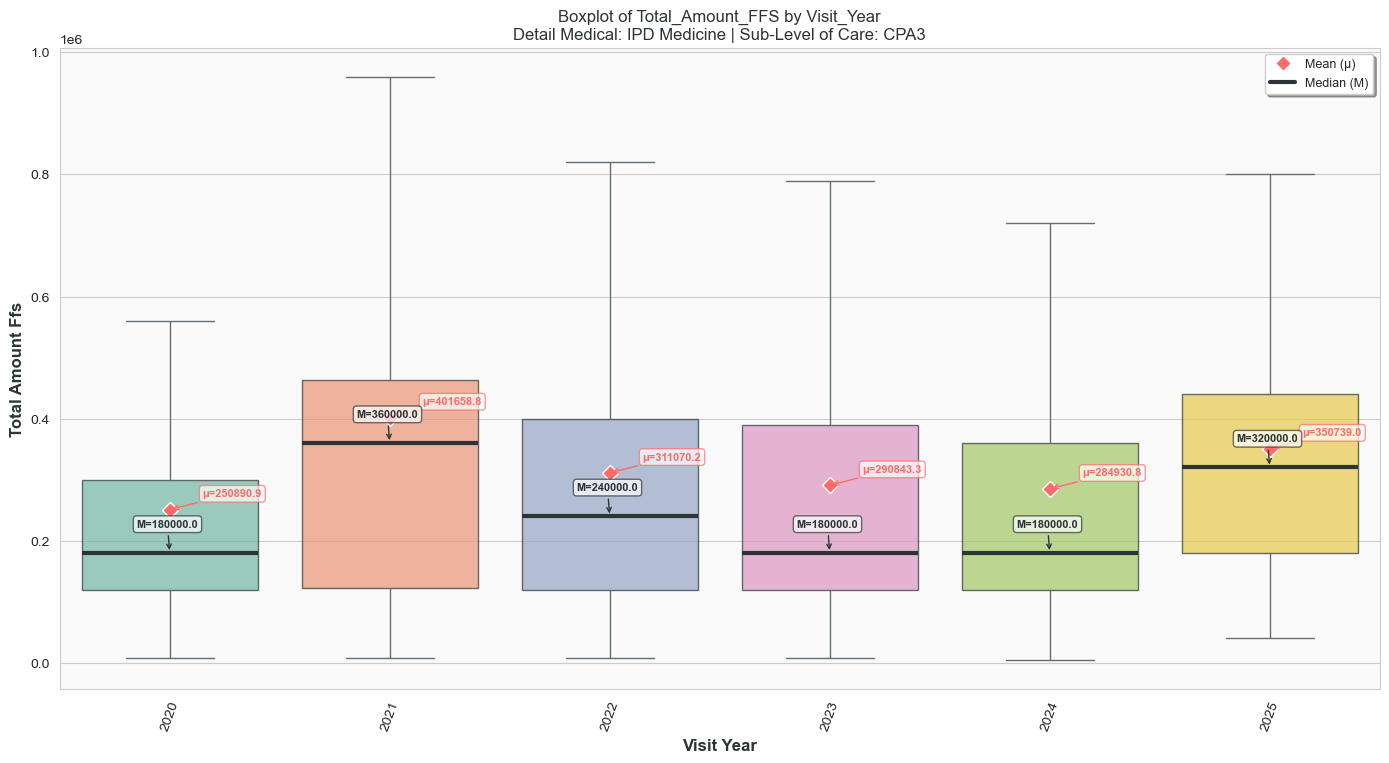 Boxplot of Total_Amount_FFS by Visit_Year
Detail Medical: IPD Medicine | Sub-Level of Care: CPA3
1e6
1.0
0.8
0.6
0.4
0.2
0.0
Total Amount Ffs
Mean (μ)
Median (M)
μ=250890.9
M=180000.0
μ=401658.8
M=360000.0
μ=311070.2
M=240000.0
μ=290843.3
M=180000.0
μ=284930.8
M=180000.0
μ=350739.0
M=320000.0
2020
2021
2022
2023
2024
2025
Visit Year